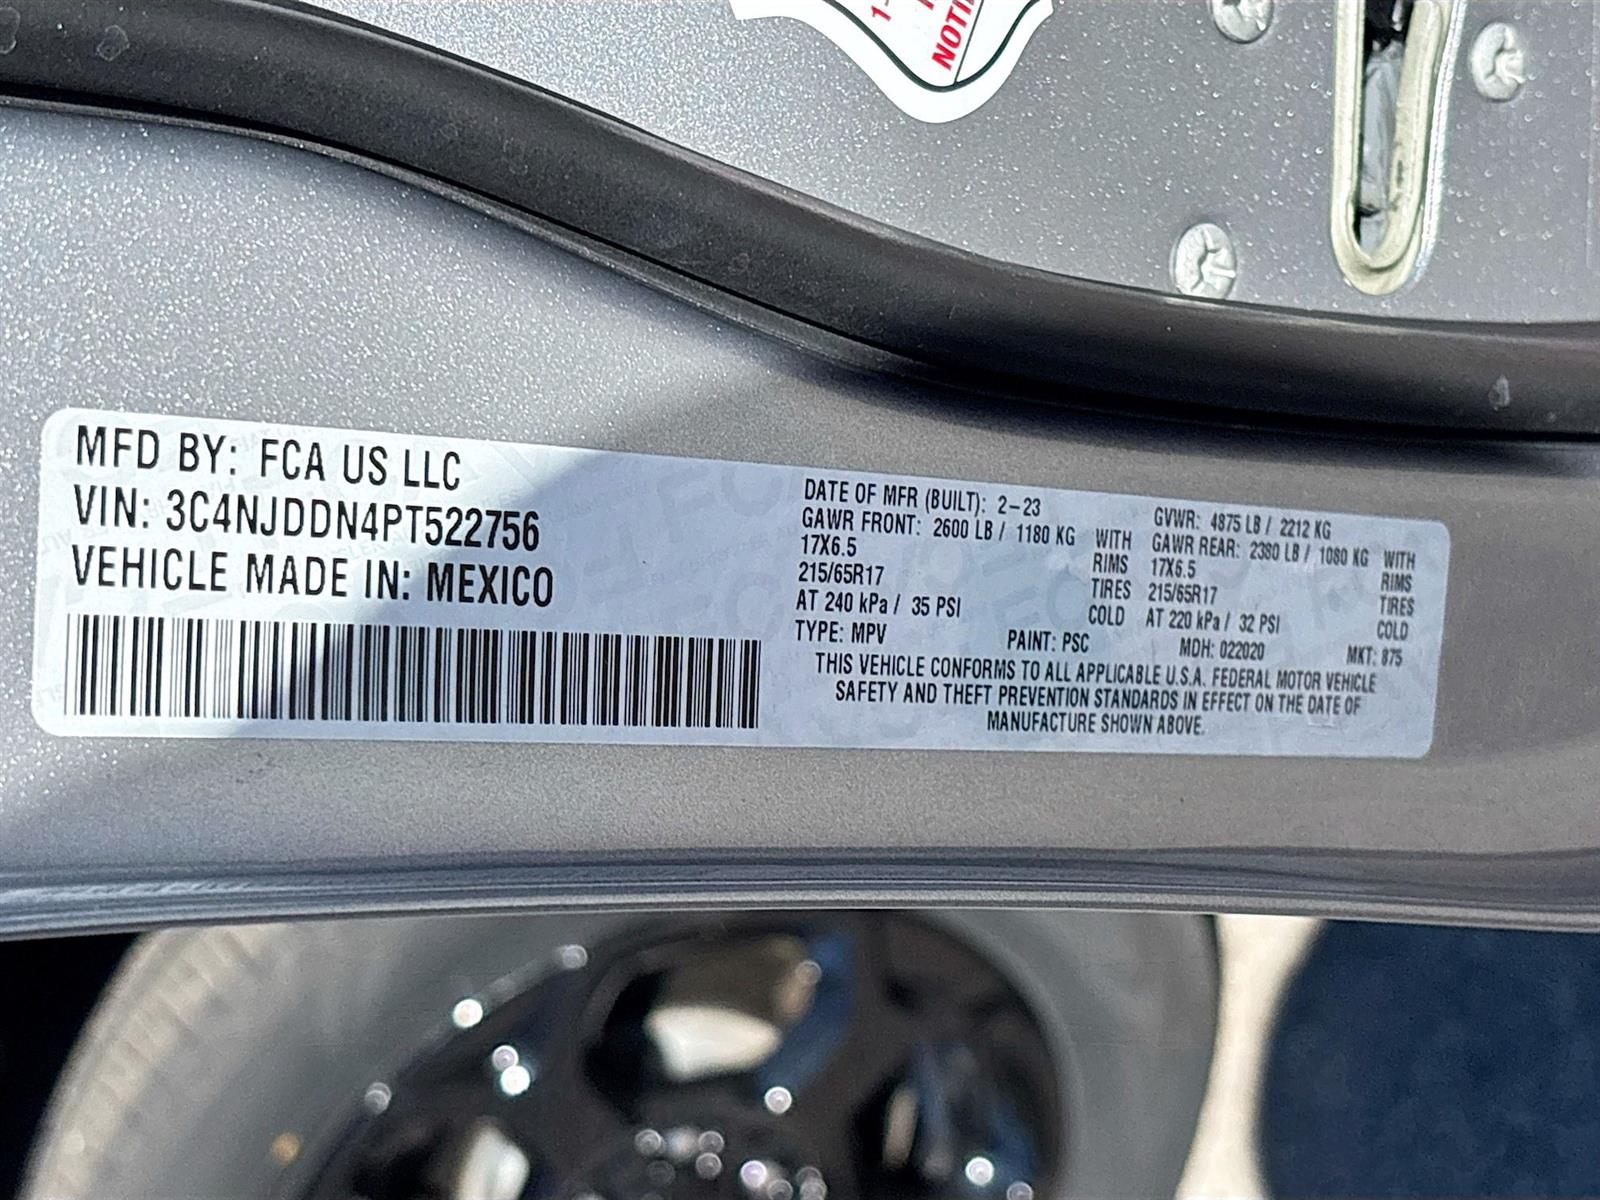 NOTI
MFD BY: FCA US LLC
VIN: 3C4NJDDN4PT522756
VEHICLE MADE IN: MEXICO
DATE OF MFR (BUILT): 2-23 GVWR: 4875 LB / 2212 KG
GAWR FRONT: 2600 LB / 1180 KG WITH GAWR REAR: 2380 LB / 1080 KG WITH
17X6.5 RIMS 17X6.5 RIMS
215/65R17 TIRES 215/65R17 TIRES
AT 240 kPa / 35 PSI COLD AT 220 kPa / 32 PSI COLD
TYPE: MPV PAINT: PSC MDH: 022020 MKT: 875
THIS VEHICLE CONFORMS TO ALL APPLICABLE U.S.A. FEDERAL MOTOR VEHICLE
SAFETY AND THEFT PREVENTION STANDARDS IN EFFECT ON THE DATE OF
MANUFACTURE SHOWN ABOVE.